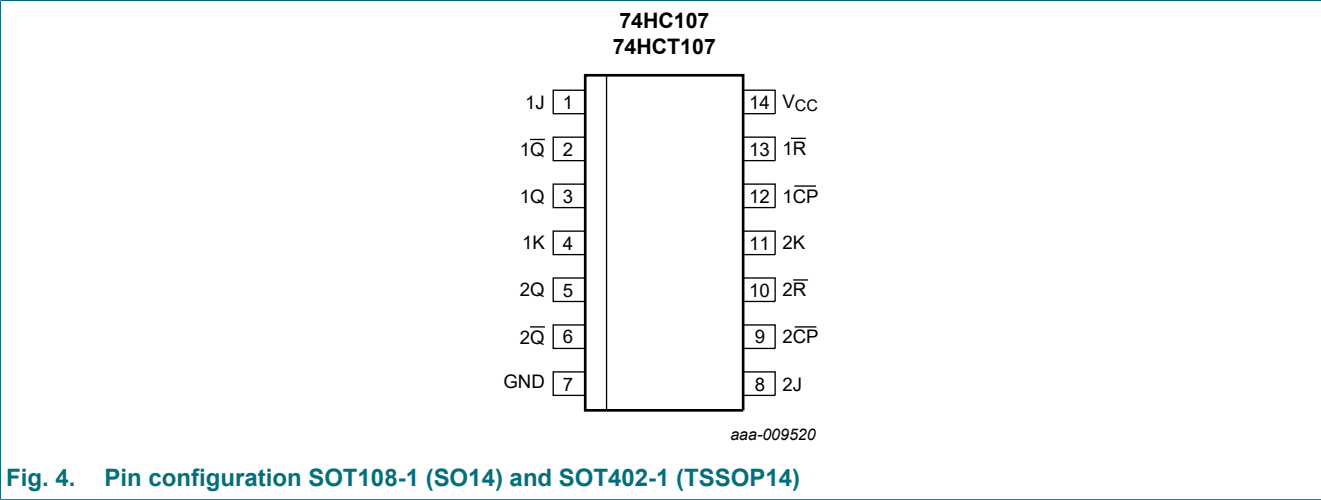 74HC107
74HCT107
1J 1 14 VCC
1Q̅ 2 13 1R̅
1Q 3 12 1C̅P̅
1K 4 11 2K
2Q 5 10 2R̅
2Q̅ 6 9 2C̅P̅
GND 7 8 2J
aaa-009520
Fig. 4. Pin configuration SOT108-1 (SO14) and SOT402-1 (TSSOP14)